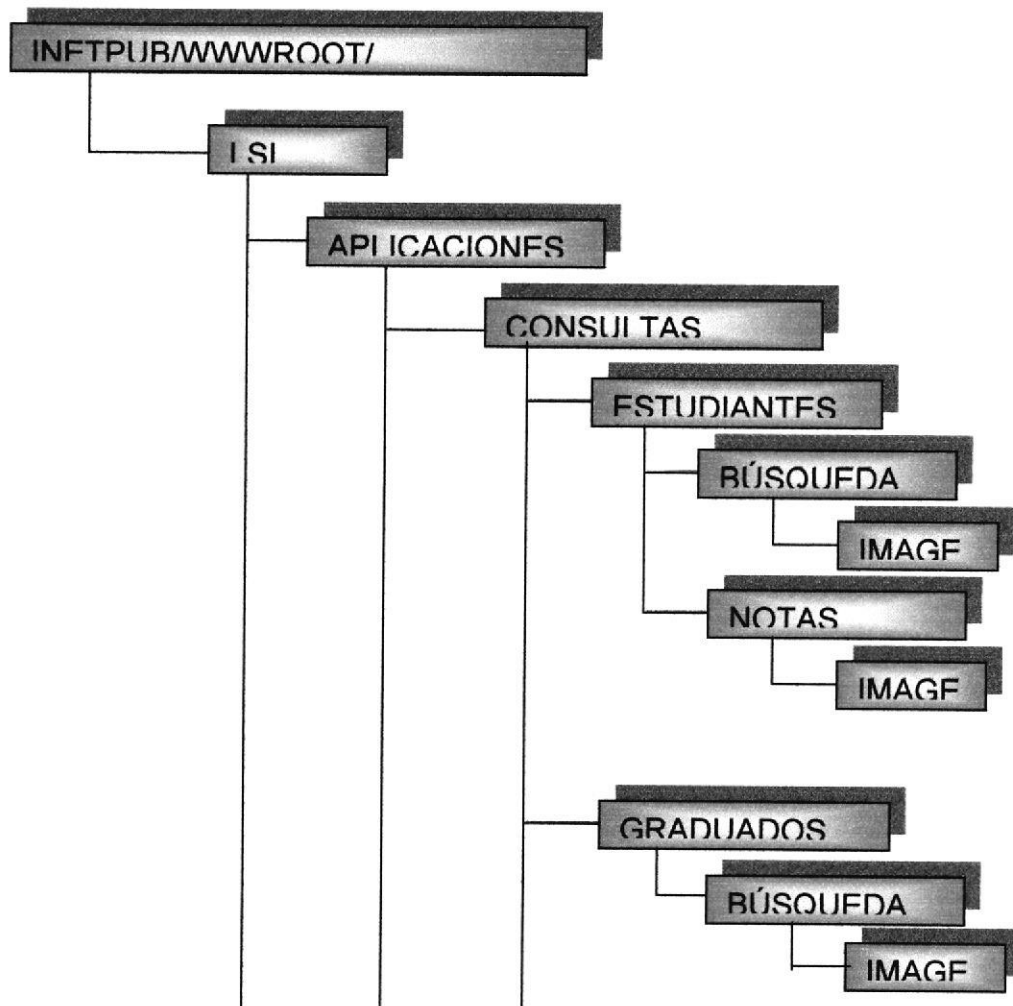 INETPUB/WWWROOT/
LSI
APLICACIONES
CONSULTAS
ESTUDIANTES
BÚSQUEDA
IMAGE
NOTAS
IMAGE
GRADUADOS
BÚSQUEDA
IMAGE